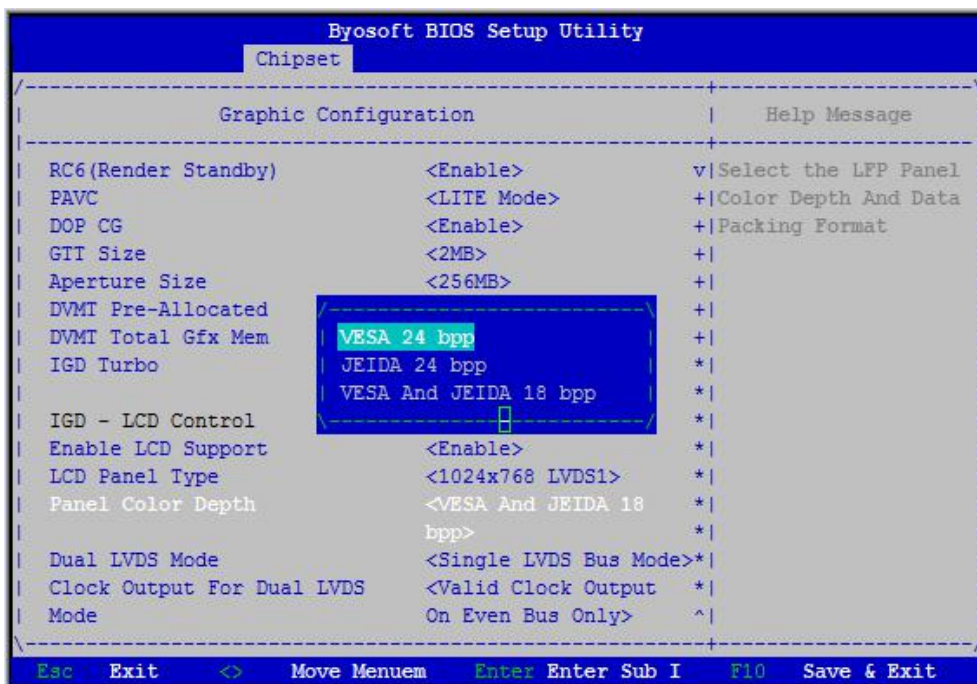 Byosoft BIOS Setup Utility
Chipset
Graphic Configuration
Help Message
RC6(Render Standby) <Enable>
Select the LFP Panel
PAVC <LITE Mode>
Color Depth And Data
DOP CG <Enable>
Packing Format
GTT Size <2MB>
Aperture Size <256MB>
DVMT Pre-Allocated
DVMT Total Gfx Mem
IGD Turbo
VESA 24 bpp
JEIDA 24 bpp
VESA And JEIDA 18 bpp
IGD - LCD Control
Enable LCD Support <Enable>
LCD Panel Type <1024x768 LVDS1>
Panel Color Depth <VESA And JEIDA 18
bpp>
Dual LVDS Mode <Single LVDS Bus Mode>
Clock Output For Dual LVDS <Valid Clock Output
Mode On Even Bus Only>
Esc Exit <> Move Menuem Enter Enter Sub I F10 Save & Exit